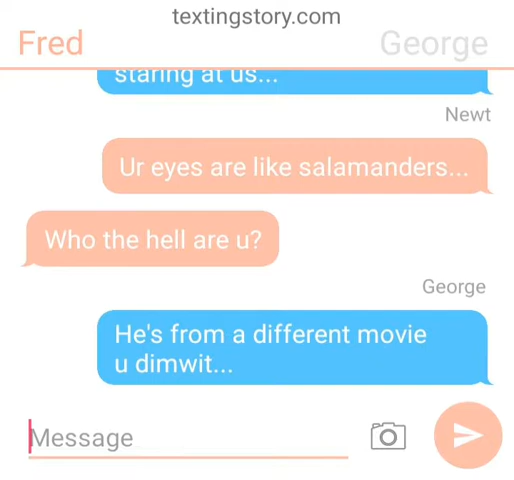 textingstory.com
Fred
George
staring at us...
Newt
Ur eyes are like salamanders...
Who the hell are u?
George
He's from a different movie
u dimwit...
Message